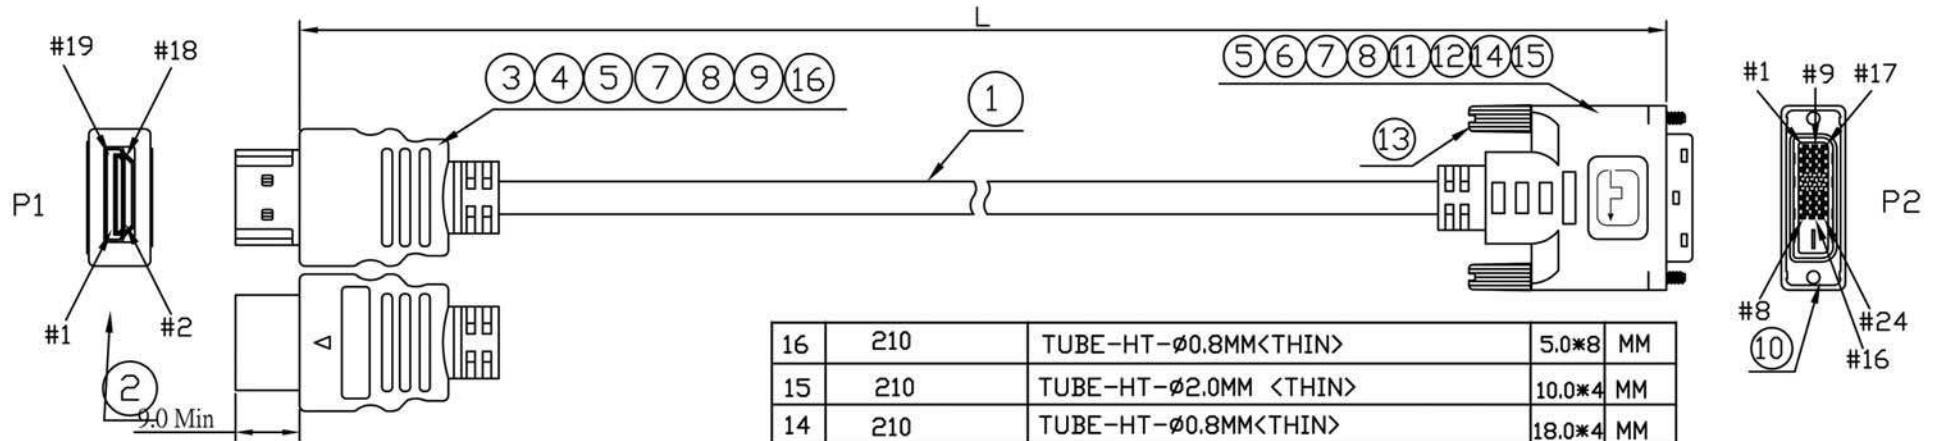 L
#19 #18
3 4 5 7 8 9 16
1
5 6 7 8 11 12 14 15
13
#1 #9 #17
P1
P2
#1 #2
2
9.0 Min
#8 #24
10
#16
16 210 TUBE-HT-ø0.8MM<THIN> 5.0*8 MM
15 210 TUBE-HT-ø2.0MM <THIN> 10.0*4 MM
14 210 TUBE-HT-ø0.8MM<THIN> 18.0*4 MM